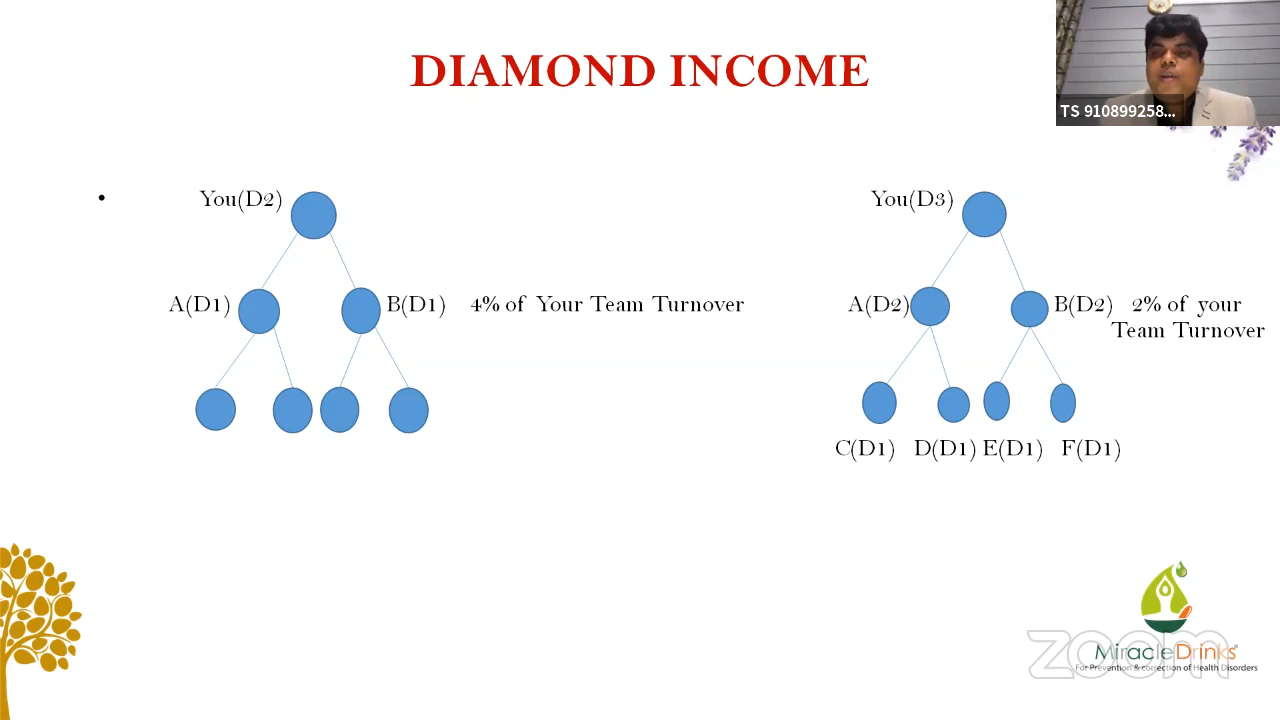 DIAMOND INCOME
TS 910899258...
• You(D2)
A(D1) B(D1) 4% of Your Team Turnover
You(D3)
A(D2) B(D2) 2% of your
Team Turnover
C(D1) D(D1) E(D1) F(D1)
zoom
MiracleDrinks
For Prevention & correction of Health Disorders